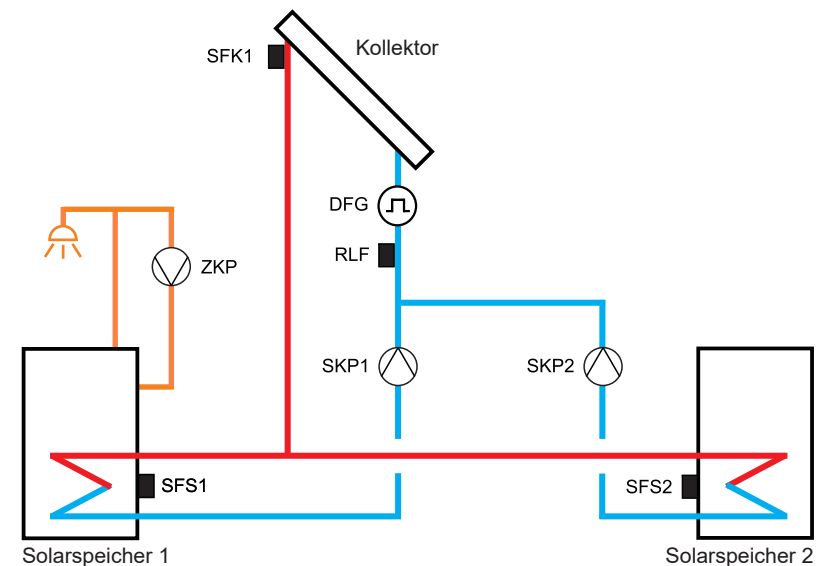 SFK1
Kollektor
DFG
RLF
ZKP
SKP1
SKP2
SFS1
SFS2
Solarspeicher 1
Solarspeicher 2